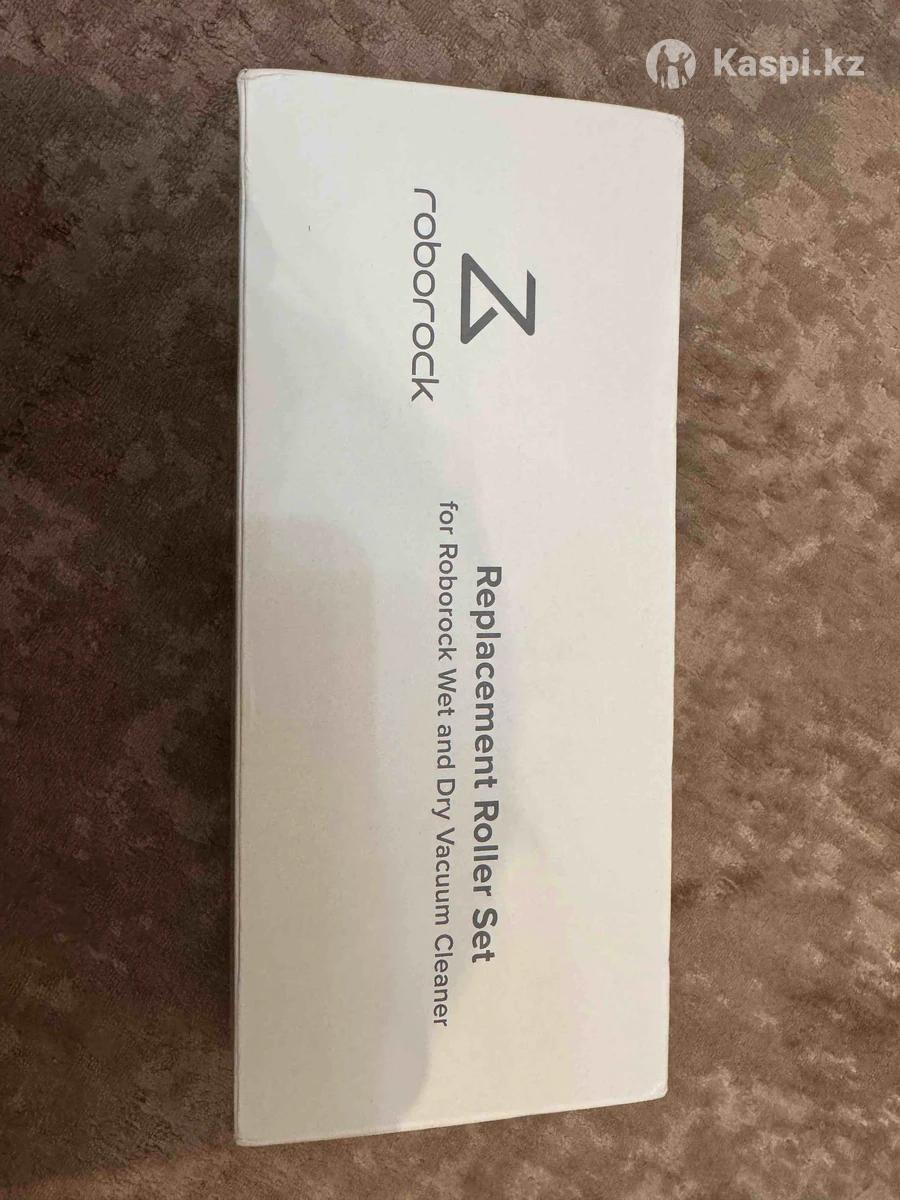 Kaspi.kz
roborock
Replacement Roller Set
for Roborock Wet and Dry Vacuum Cleaner